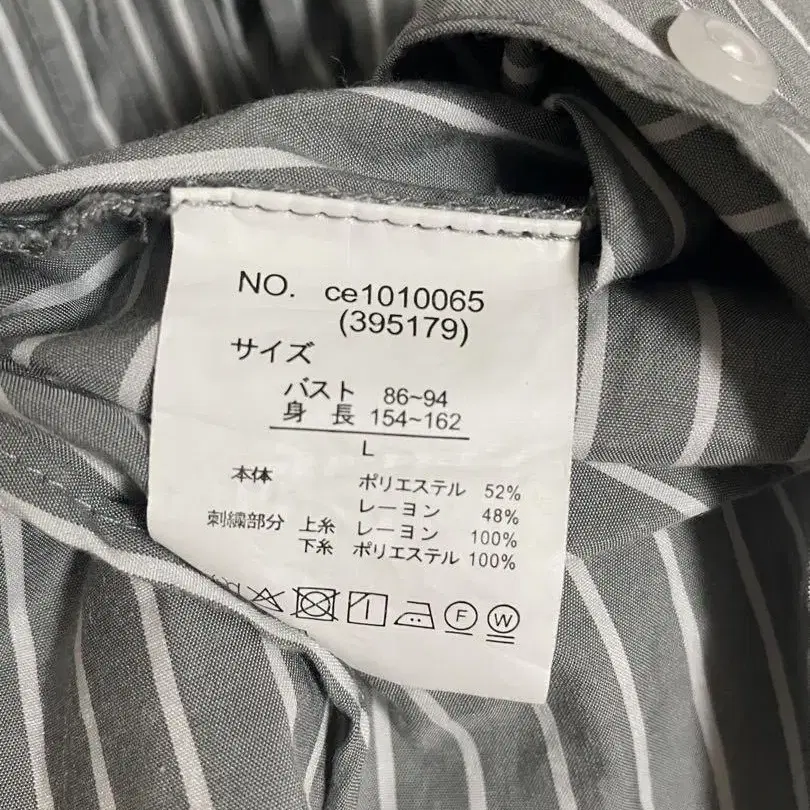 NO. ce1010065
(395179)
サイズ
バスト 86~94
身 長 154~162
L
本体 ポリエステル 52%
レーヨン 48%
刺繍部分 上糸 レーヨン 100%
下糸 ポリエステル 100%
F W